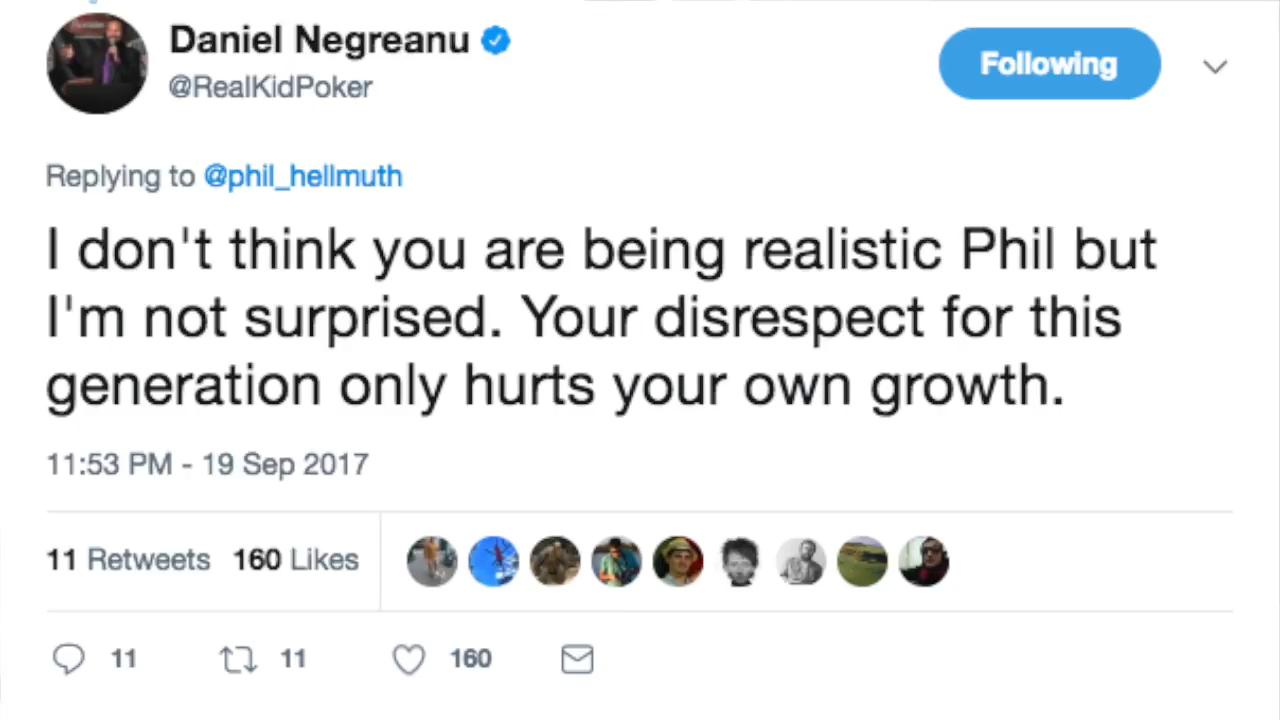 Daniel Negreanu
@RealKidPoker
Following
Replying to @phil_hellmuth
I don't think you are being realistic Phil but
I'm not surprised. Your disrespect for this
generation only hurts your own growth.
11:53 PM - 19 Sep 2017
11 Retweets 160 Likes
11 11 160